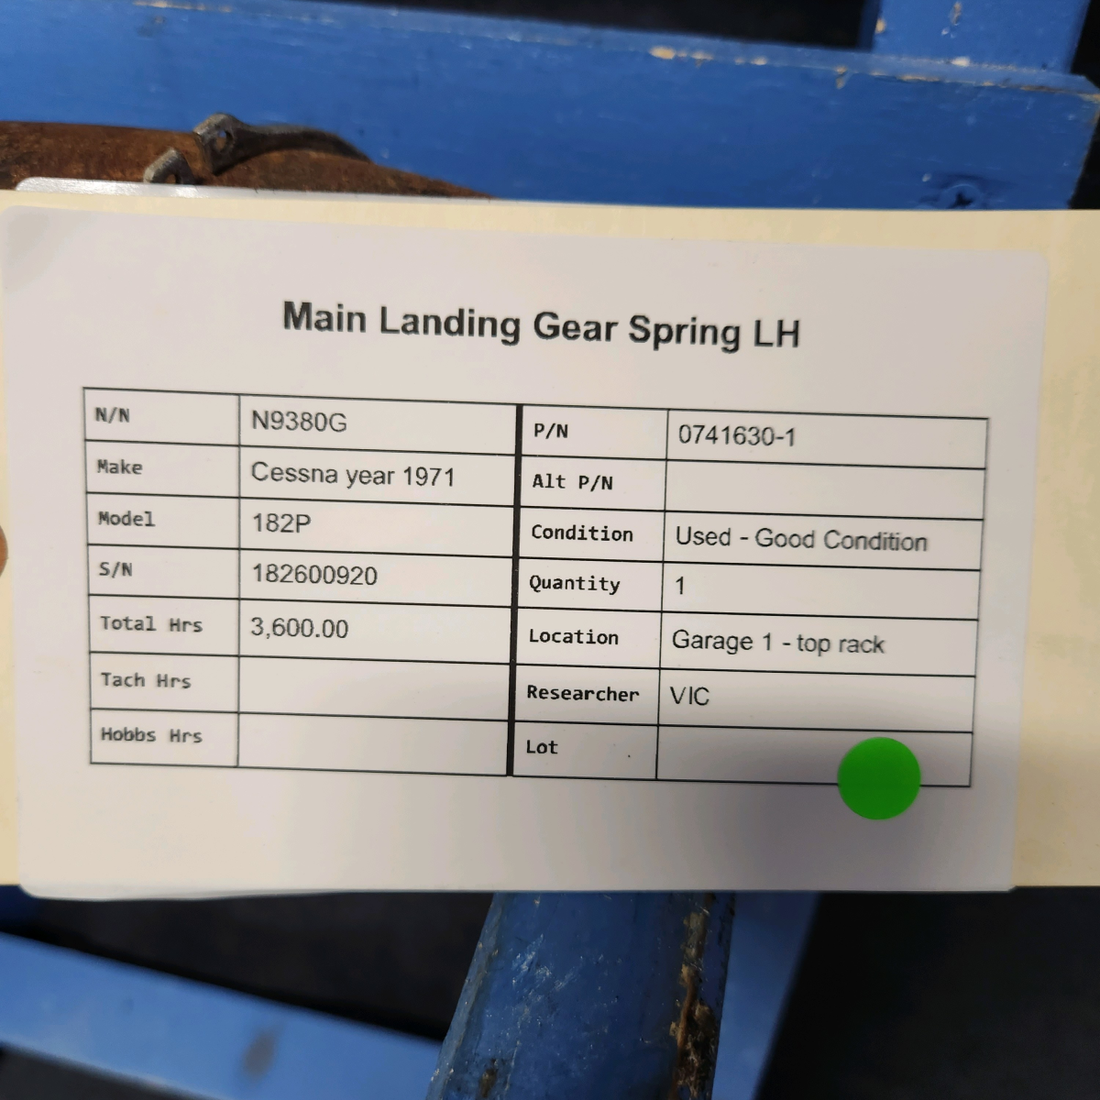 Main Landing Gear Spring LH
N/N N9380G P/N 0741630-1
Make Cessna year 1971 Alt P/N
Model 182P Condition Used - Good Condition
S/N 182600920 Quantity 1
Total Hrs 3,600.00 Location Garage 1 - top rack
Tach Hrs Researcher VIC
Hobbs Hrs Lot